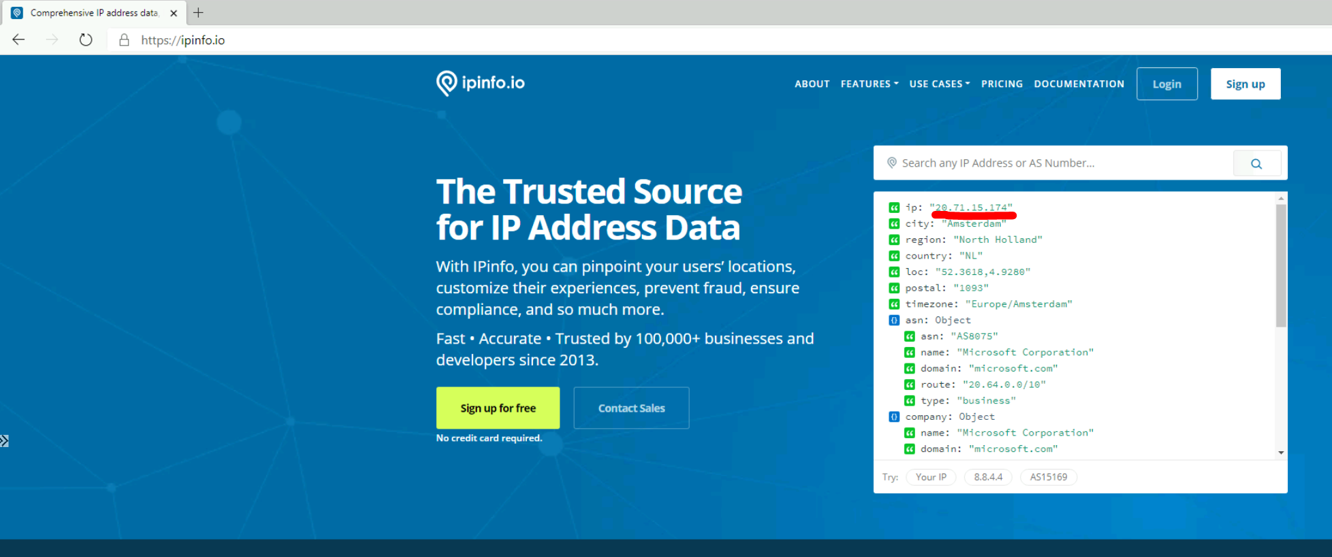 Comprehensive IP address data,
https://ipinfo.io
ipinfo.io
ABOUT FEATURES USE CASES PRICING DOCUMENTATION Login Sign up
Search any IP Address or AS Number...
The Trusted Source
for IP Address Data
With IPinfo, you can pinpoint your users’ locations,
customize their experiences, prevent fraud, ensure
compliance, and so much more.
Fast • Accurate • Trusted by 100,000+ businesses and
developers since 2013.
Sign up for free Contact Sales
No credit card required.
ip: "20.71.15.174"
city: "Amsterdam"
region: "North Holland"
country: "NL"
loc: "52.3618,4.9280"
postal: "1093"
timezone: "Europe/Amsterdam"
{} asn: Object
asn: "AS8075"
name: "Microsoft Corporation"
domain: "microsoft.com"
route: "20.64.0.0/10"
type: "business"
{} company: Object
name: "Microsoft Corporation"
domain: "microsoft.com"
Try: Your IP 8.8.4.4 AS15169